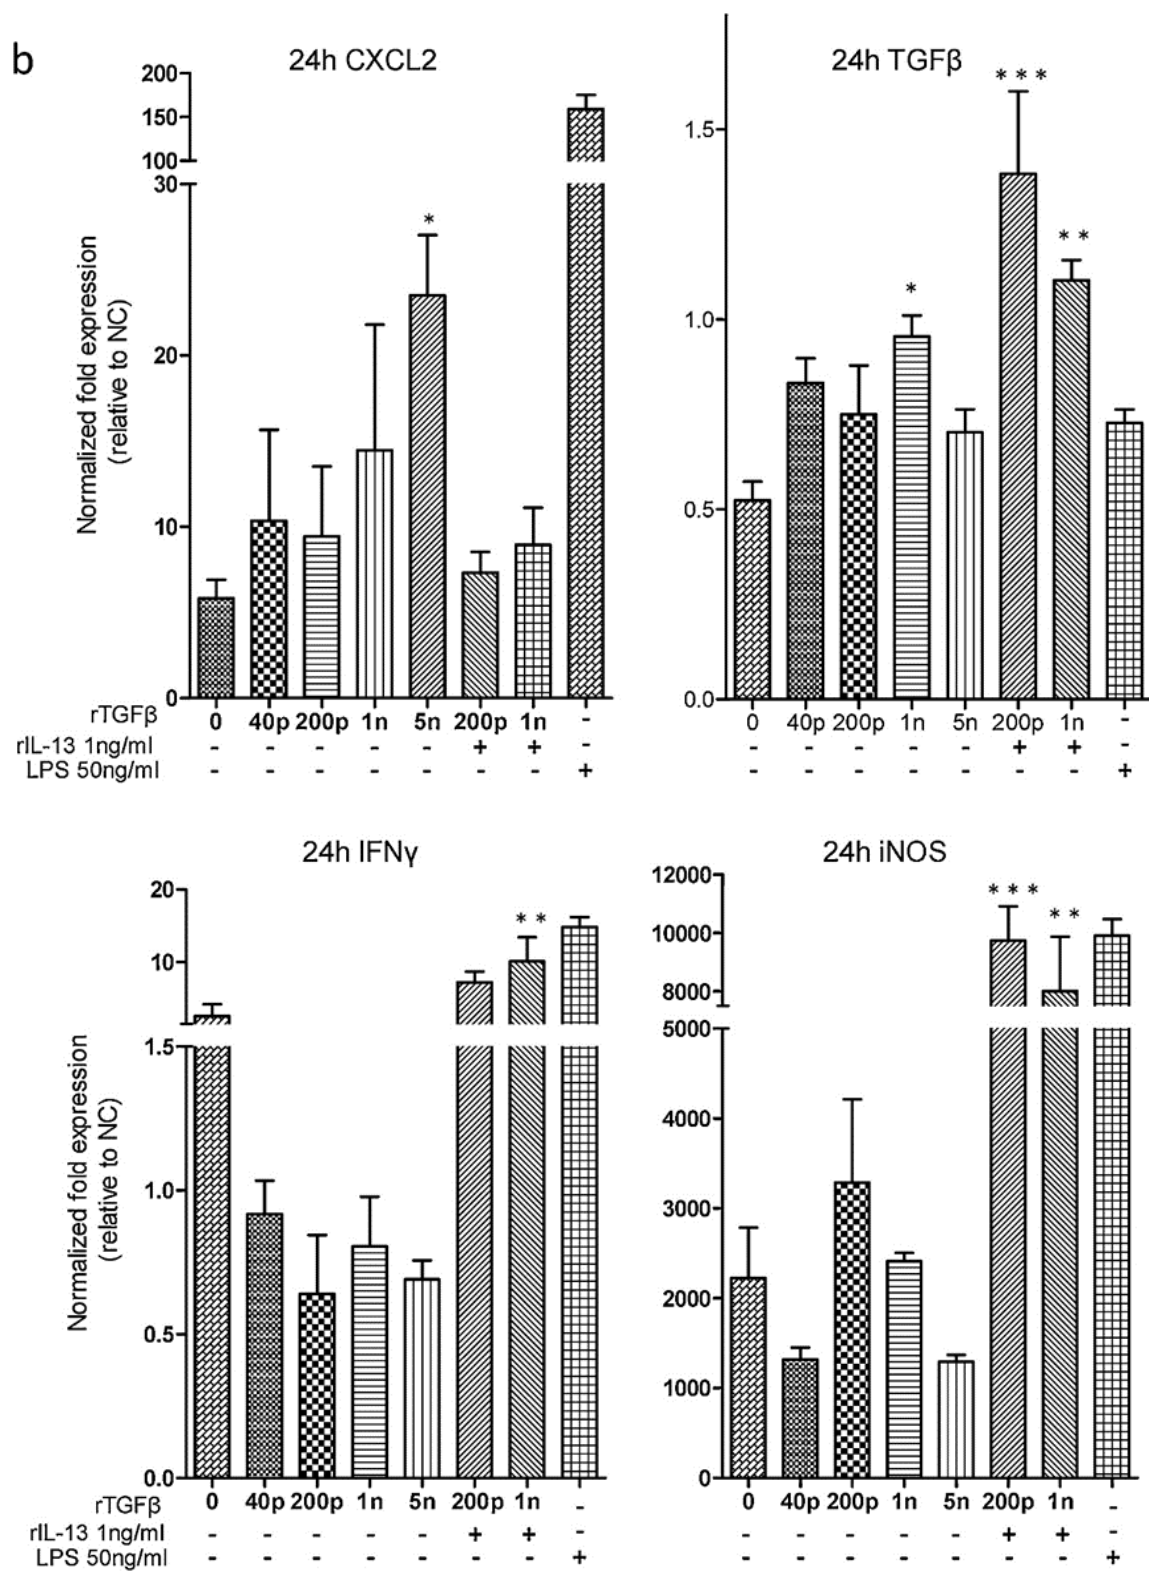 b
24h CXCL2
200
150
100
30
20
10
0
Normalized fold expression
(relative to NC)
*
rTGFβ 0 40p 200p 1n 5n 200p 1n -
rIL-13 1ng/ml - - - - - + + -
LPS 50ng/ml - - - - - - - +
24h TGFβ
1.5
1.0
0.5
0.0
*
* * *
* *
0 40p 200p 1n 5n 200p 1n -
- - - - - + + -
- - - - - - - +
24h IFNγ
20
10
1.5
1.0
0.5
0.0
Normalized fold expression
(relative to NC)
* *
rTGFβ 0 40p 200p 1n 5n 200p 1n -
rIL-13 1ng/ml - - - - - + + -
LPS 50ng/ml - - - - - - - +
24h iNOS
12000
10000
8000
5000
4000
3000
2000
1000
0
* * *
* *
0 40p 200p 1n 5n 200p 1n -
- - - - - + + -
- - - - - - - +